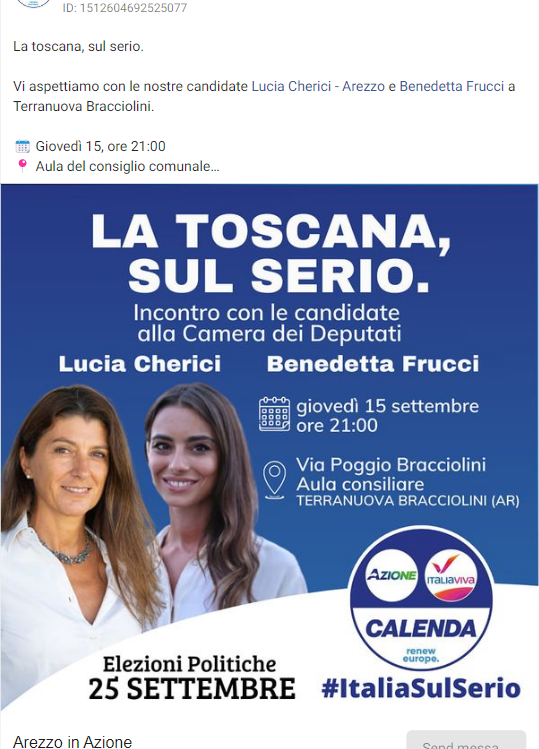 ID: 1512604692525077
La toscana, sul serio.
Vi aspettiamo con le nostre candidate Lucia Cherici - Arezzo e Benedetta Frucci a
Terranuova Bracciolini.
Giovedì 15, ore 21:00
Aula del consiglio comunale...
LA TOSCANA,
SUL SERIO.
Incontro con le candidate
alla Camera dei Deputati
Lucia Cherici Benedetta Frucci
giovedì 15 settembre
ore 21:00
Via Poggio Bracciolini
Aula consiliare
TERRANUOVA BRACCIOLINI (AR)
AZIONE ITALIAVIVA
CALENDA
renew
europe.
Elezioni Politiche
25 SETTEMBRE
#ItaliaSulSerio
Arezzo in Azione
Send messa...